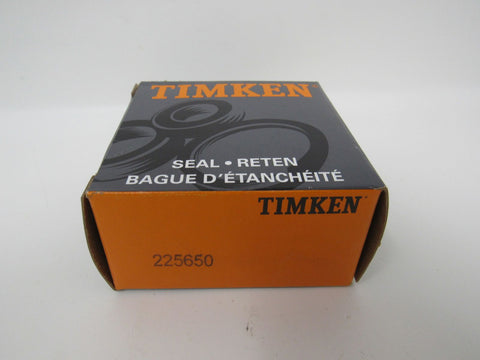 TIMKEN
SEAL • RETEN
BAGUE D'ÉTANCHÉITÉ
TIMKEN
225650